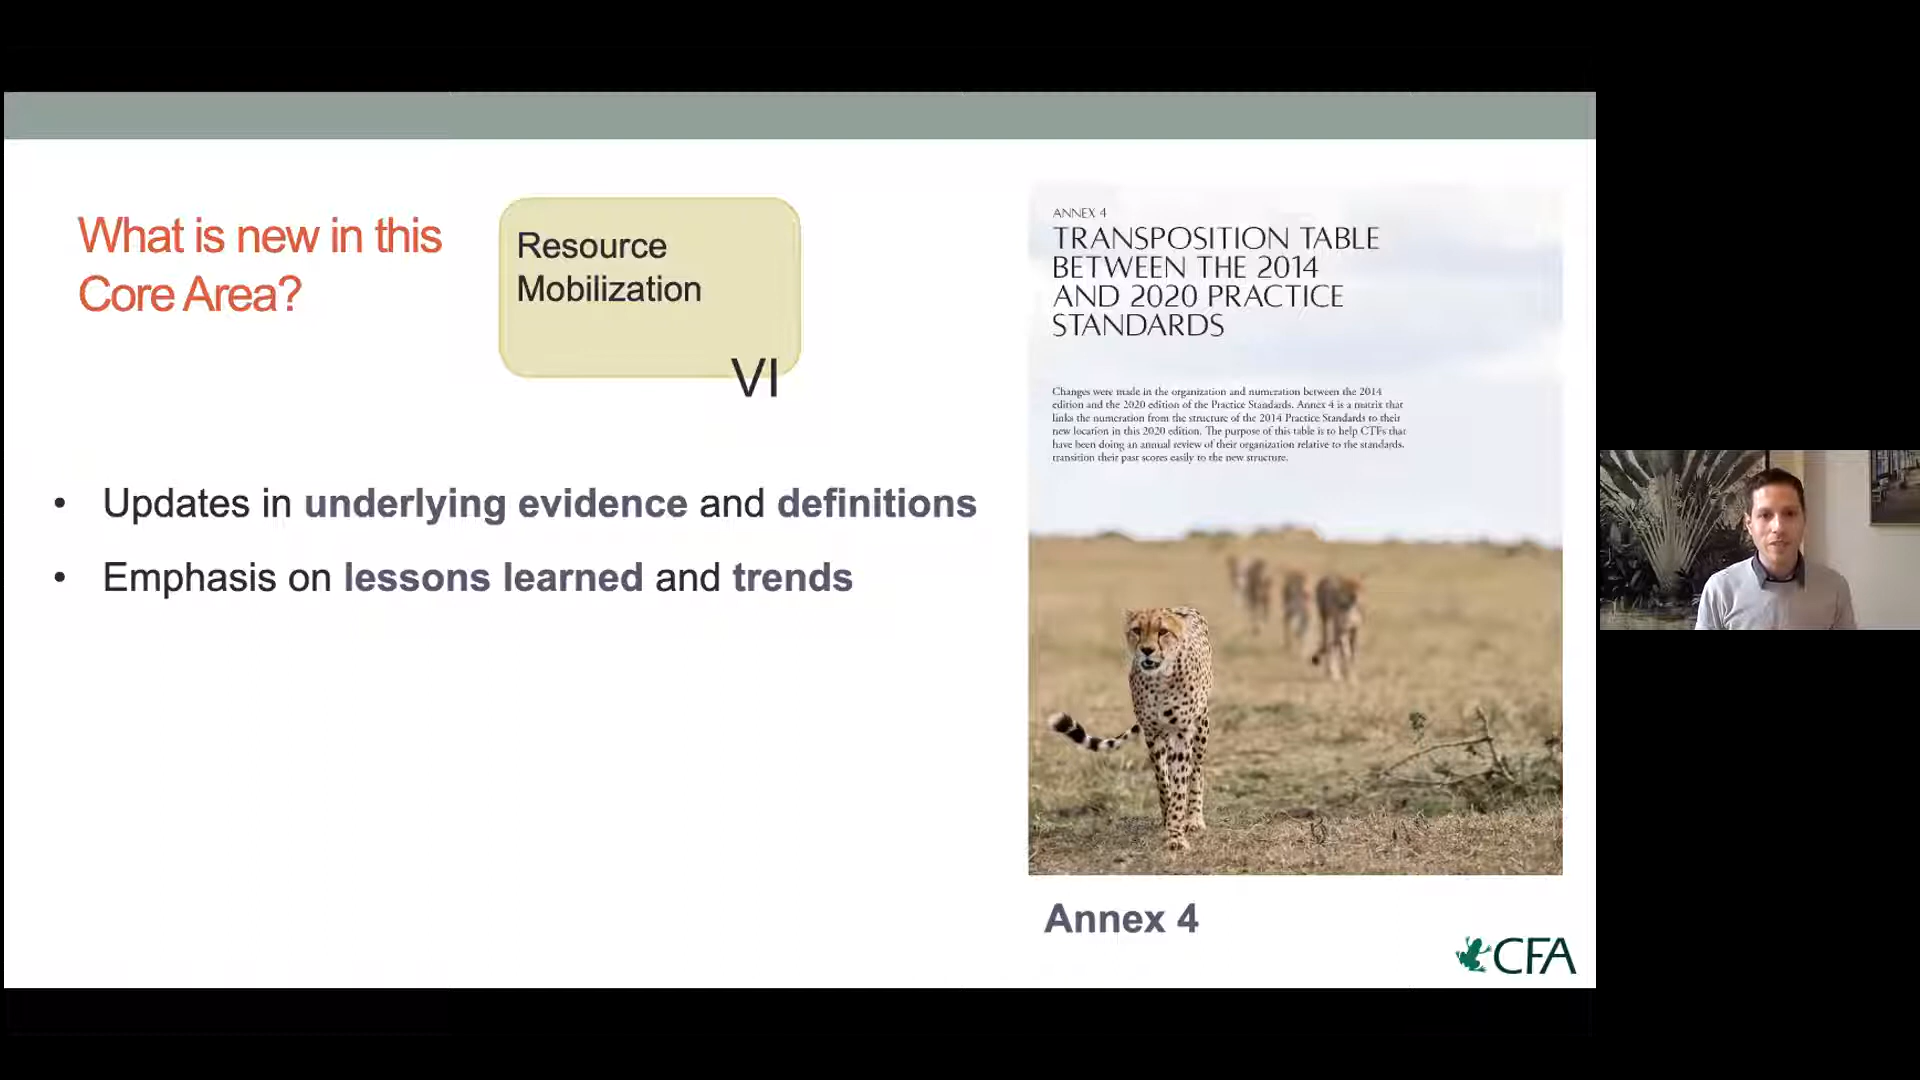 What is new in this
Core Area?
Resource
Mobilization
VI
• Updates in underlying evidence and definitions
• Emphasis on lessons learned and trends
ANNEX 4
TRANSPOSITION TABLE
BETWEEN THE 2014
AND 2020 PRACTICE
STANDARDS
Changes were made in the organization and numeration between the 2014
edition and the 2020 edition of the Practice Standards. Annex 4 is a matrix that
links the numeration from the structure of the 2014 Practice Standards to their
new location in this 2020 edition. The purpose of this table is to help CTFs that
have been doing an annual review of their organization relative to the standards,
transition their past scores easily to the new structure.
Annex 4
CFA